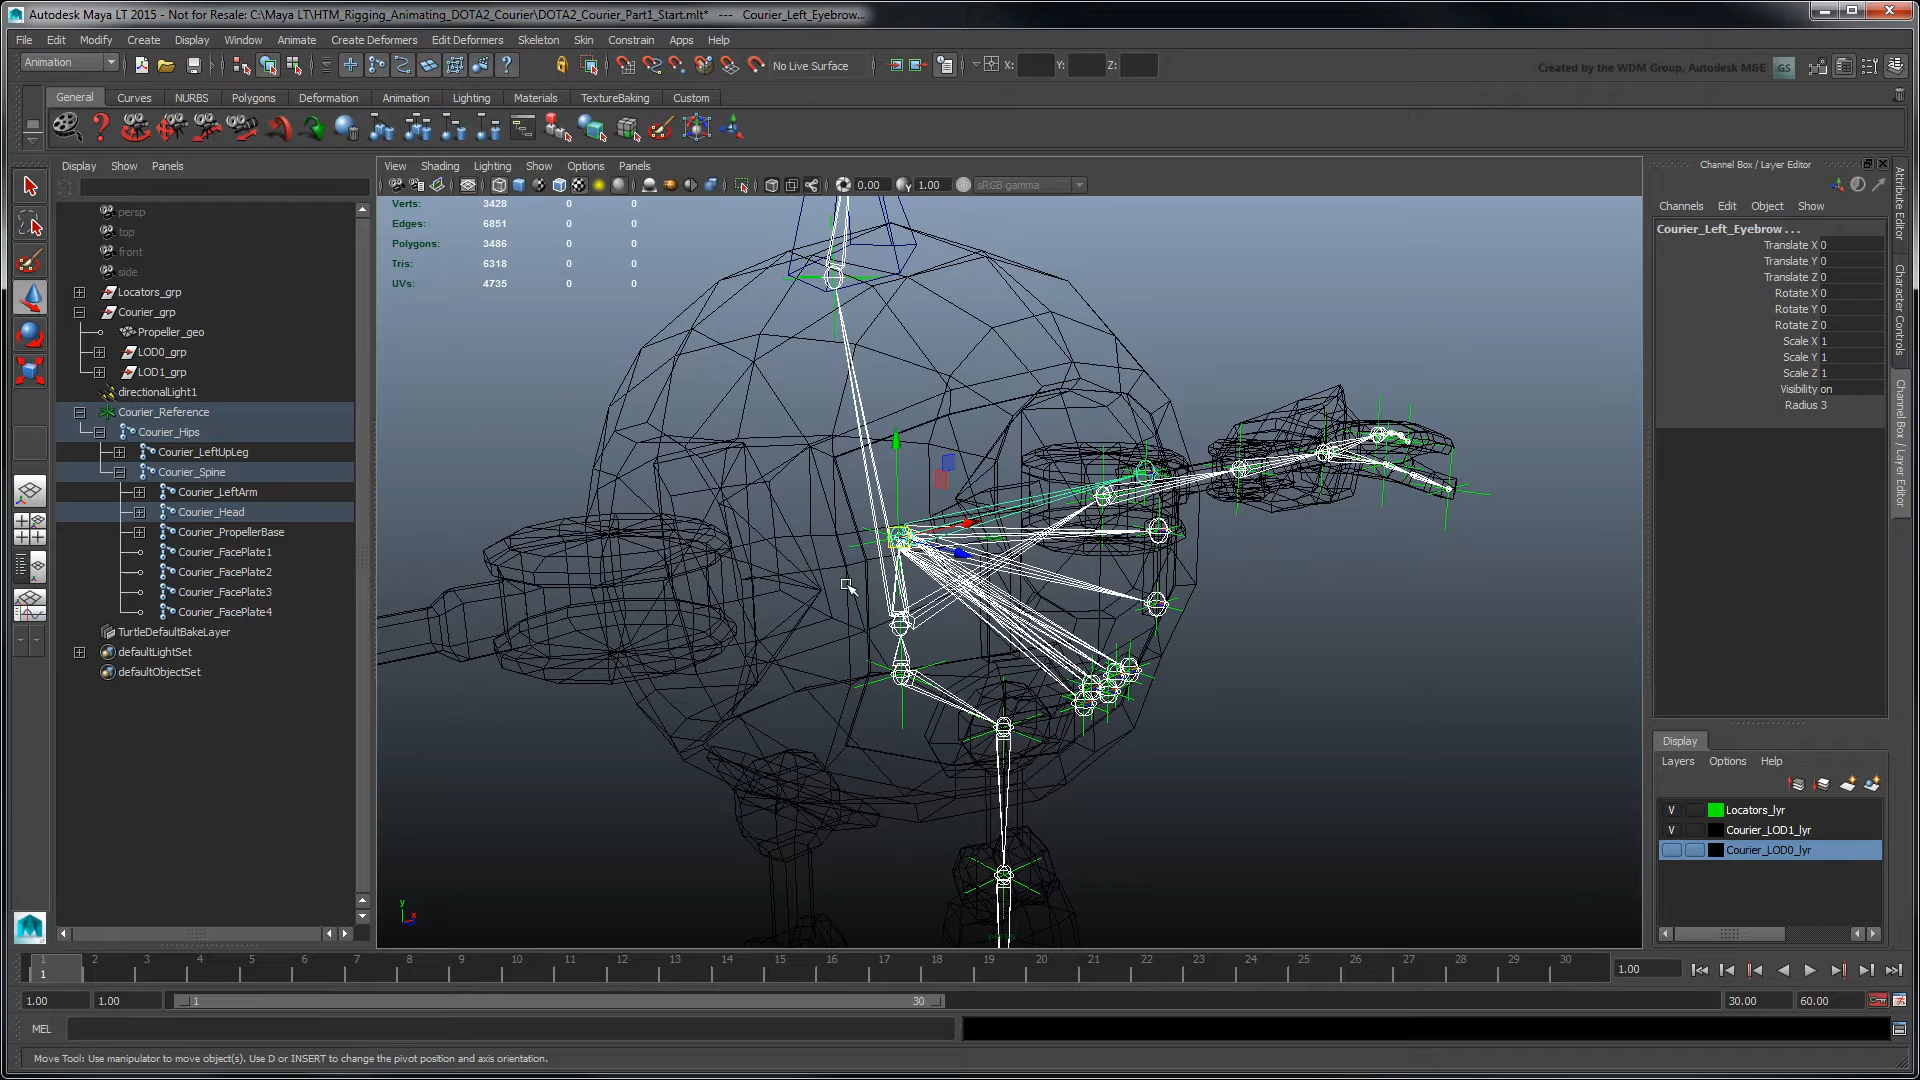 Autodesk Maya LT 2015 - Not for Resale: C:\Maya LT\HTM_Rigging_Animating_DOTA2_Courier\DOTA2_Courier_Part1_Start.mlt* --- Courier_Left_Eyebrow...
File Edit Modify Create Display Window Animate Create Deformers Edit Deformers Skeleton Skin Constrain Apps Help
Animation No Live Surface X: Y: Z: Created by the WDM Group, Autodesk M&E GS
General Curves NURBS Polygons Deformation Animation Lighting Materials TextureBaking Custom
Display Show Panels
View Shading Lighting Show Options Panels
Channel Box / Layer Editor
0.00 1.00 sRGB gamma
Channels Edit Object Show
persp
top
front
side
Locators_grp
Courier_grp
Propeller_geo
LOD0_grp
LOD1_grp
directionalLight1
Courier_Reference
Courier_Hips
Courier_LeftUpLeg
Courier_Spine
Courier_LeftArm
Courier_Head
Courier_PropellerBase
Courier_FacePlate1
Courier_FacePlate2
Courier_FacePlate3
Courier_FacePlate4
TurtleDefaultBakeLayer
defaultLightSet
defaultObjectSet
Verts: 3428 0 0
Edges: 6851 0 0
Polygons: 3486 0 0
Tris: 6318 0 0
UVs: 4735 0 0
y
x
Courier_Left_Eyebrow ...
Translate X 0
Translate Y 0
Translate Z 0
Rotate X 0
Rotate Y 0
Rotate Z 0
Scale X 1
Scale Y 1
Scale Z 1
Visibility on
Radius 3
Attribute Editor
Character Controls
Channel Box / Layer Editor
Display
Layers Options Help
V Locators_lyr
V Courier_LOD1_lyr
Courier_LOD0_lyr
1 2 3 4 5 6 7 8 9 10 11 12 13 14 15 16 17 18 19 20 21 22 23 24 25 26 27 28 29 30
1 1.00
1.00 1.00 1 30 30.00 60.00
MEL
Move Tool: Use manipulator to move object(s). Use D or INSERT to change the pivot position and axis orientation.